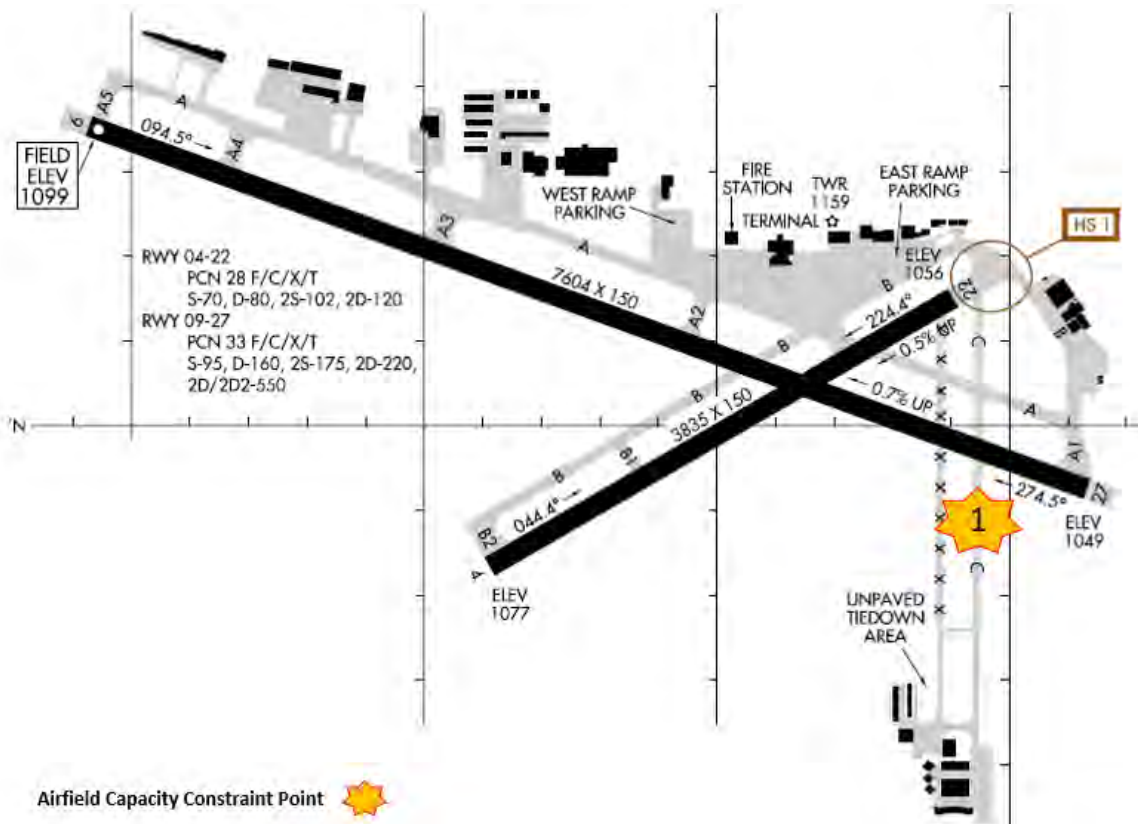 A5
A
6
094.5°
A4
FIELD
ELEV
1099
FIRE
STATION
TWR
1159
EAST RAMP
PARKING
WEST RAMP
PARKING
TERMINAL
HS 1
A3
A
ELEV
1056
RWY 04-22
PCN 28 F/C/X/T
S-70, D-80, 2S-102, 2D-120
RWY 09-27
PCN 33 F/C/X/T
S-95, D-160, 2S-175, 2D-220,
2D/2D2-550
7604 X 150
B
22
224.4°
A2
0.5% UP
C
B
0.7% UP
B
A
3835 X 150
'N
B1
A1
B
044.4°
274.5°
27
X
X
X
X
X
X
X
X
X
1
ELEV
1049
B2
4
C
ELEV
1077
UNPAVED
TIEDOWN
AREA
Airfield Capacity Constraint Point